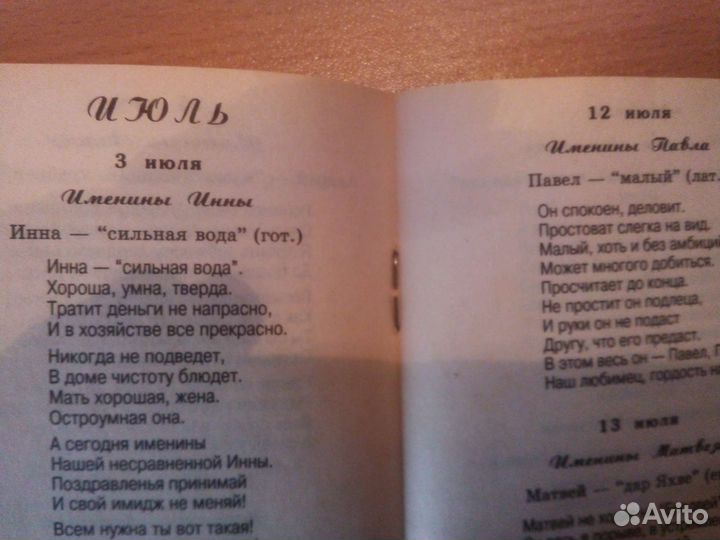 ИЮЛЬ
3 июля
Именины Инны
Инна — “сильная вода” (гот.)
Инна — “сильная вода”.
Хороша, умна, тверда.
Тратит деньги не напрасно,
И в хозяйстве все прекрасно.
Никогда не подведет,
В доме чистоту блюдет.
Мать хорошая, жена.
Остроумная она.
А сегодня именины
Нашей несравненной Инны.
Поздравленья принимай
И свой имидж не меняй!
Всем нужна ты вот такая!
12 июля
Именины Павла
Павел — “малый” (лат.
Он спокоен, деловит.
Простоват слегка на вид.
Малый, хоть и без амбиций
Может многого добиться.
Просчитает до конца.
Не простит он подлеца,
И руки он не подаст
Другу, что его предаст.
В этом весь он — Павел, П
Наш любимец, гордость на
13 июля
Именины Матвея
Матвей — “дар Яхве” (е
Матвей не
Avito